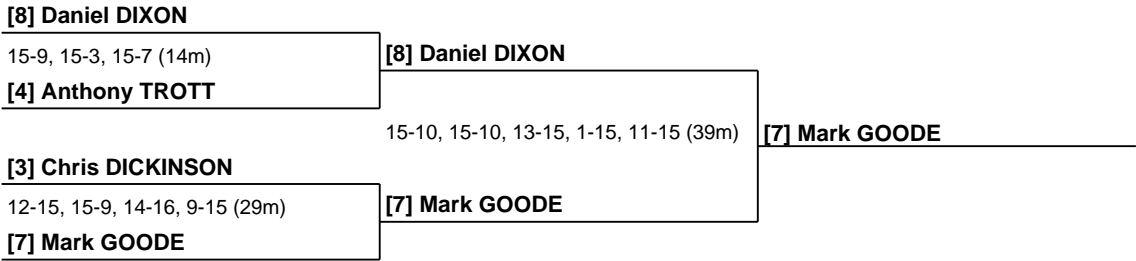 [8] Daniel DIXON
15-9, 15-3, 15-7 (14m)
[4] Anthony TROTT
[8] Daniel DIXON
15-10, 15-10, 13-15, 1-15, 11-15 (39m)
[7] Mark GOODE
[3] Chris DICKINSON
12-15, 15-9, 14-16, 9-15 (29m)
[7] Mark GOODE
[7] Mark GOODE